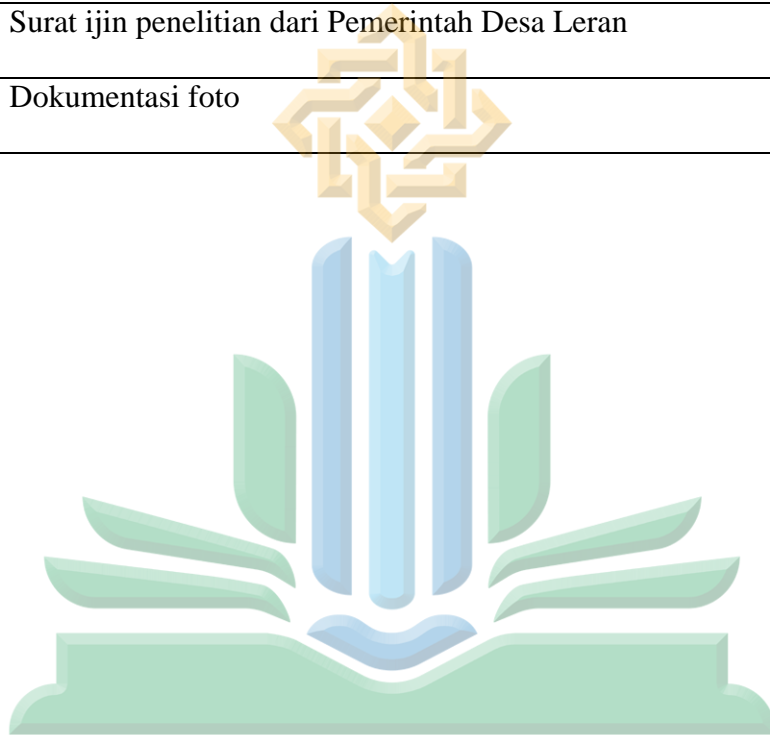 Surat ijin penelitian dari Pemerintah Desa Leran
Dokumentasi foto